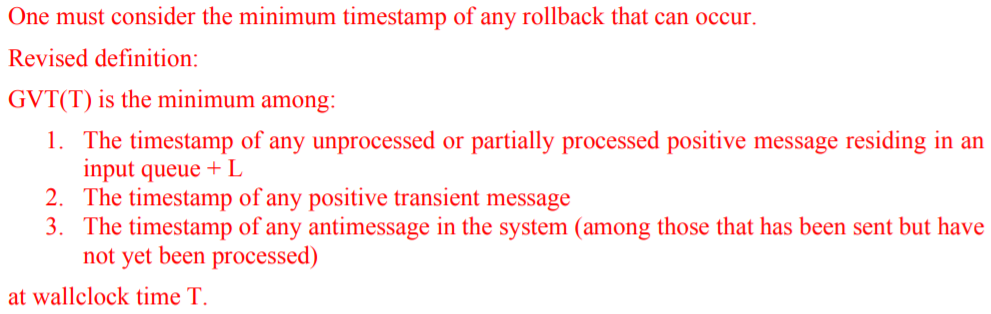 One must consider the minimum timestamp of any rollback that can occur.
Revised definition:
GVT(T) is the minimum among:
1. The timestamp of any unprocessed or partially processed positive message residing in an
input queue + L
2. The timestamp of any positive transient message
3. The timestamp of any antimessage in the system (among those that has been sent but have
not yet been processed)
at wallclock time T.